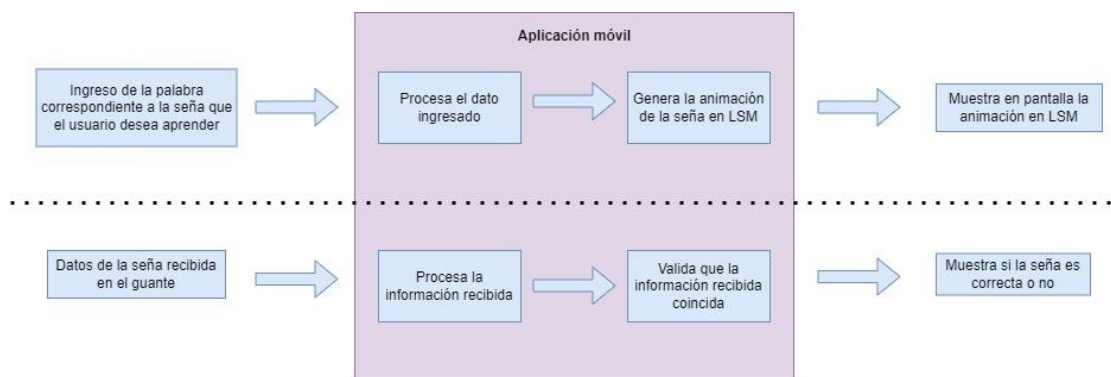 Aplicación móvil
Ingreso de la palabra
correspondiente a la seña que
el usuario desea aprender
Procesa el dato
ingresado
Genera la animación
de la seña en LSM
Muestra en pantalla la
animación en LSM
Datos de la seña recibida
en el guante
Procesa la
información recibida
Valida que la
información recibida
coincida
Muestra si la seña es
correcta o no